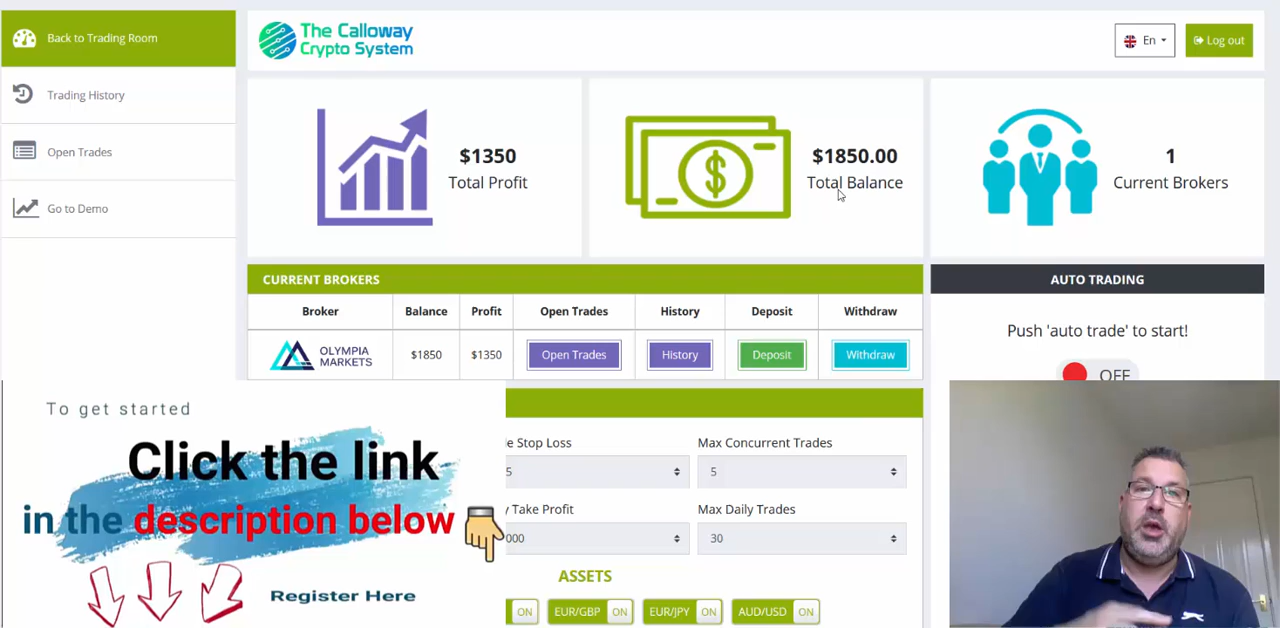 Back to Trading Room
Trading History
Open Trades
Go to Demo
The Calloway
Crypto System
En
Log out
$1350
Total Profit
$1850.00
Total Balance
1
Current Brokers
CURRENT BROKERS
Broker Balance Profit Open Trades History Deposit Withdraw
OLYMPIA
MARKETS
$1850 $1350 Open Trades History Deposit Withdraw
AUTO TRADING
Push 'auto trade' to start!
OFF
To get started
Click the link
in the description below
Register Here
e Stop Loss Max Concurrent Trades
5 5
y Take Profit Max Daily Trades
000 30
ASSETS
ON EUR/GBP ON EUR/JPY ON AUD/USD ON